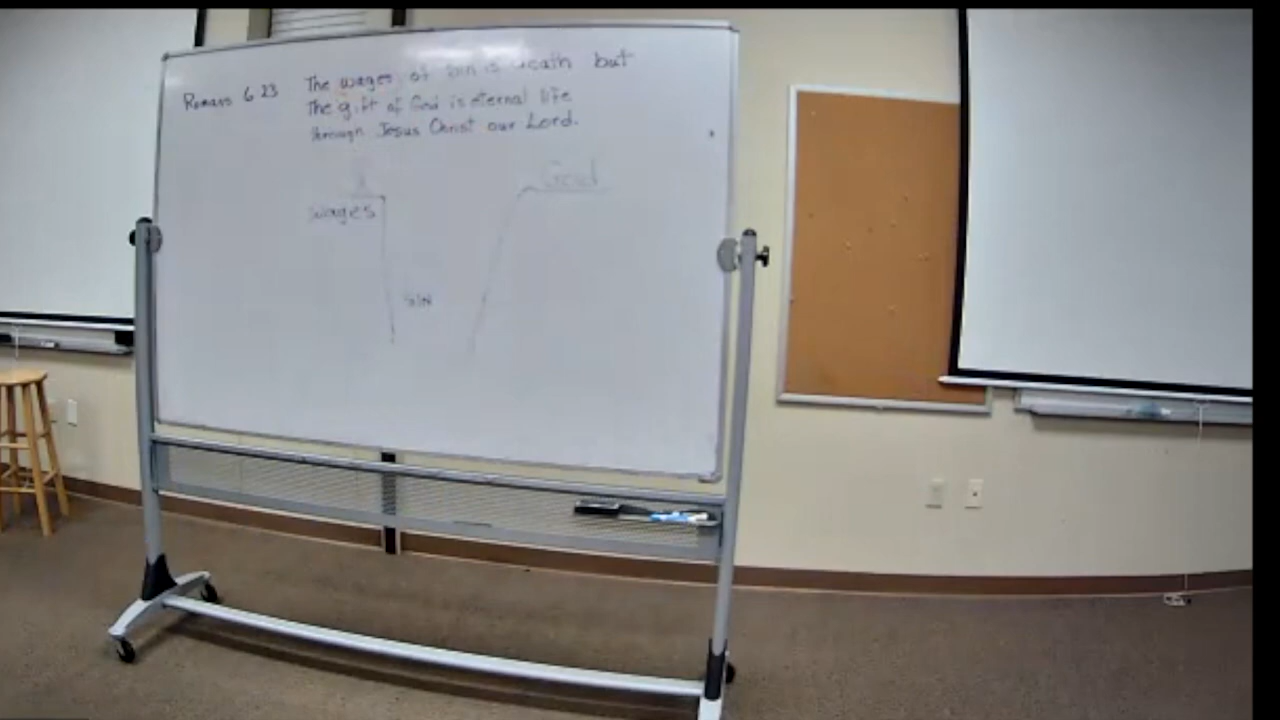 Romans 6 23 The wages of sin is death but
The gift of God is eternal life
through Jesus Christ our Lord.
God
wages
SIN